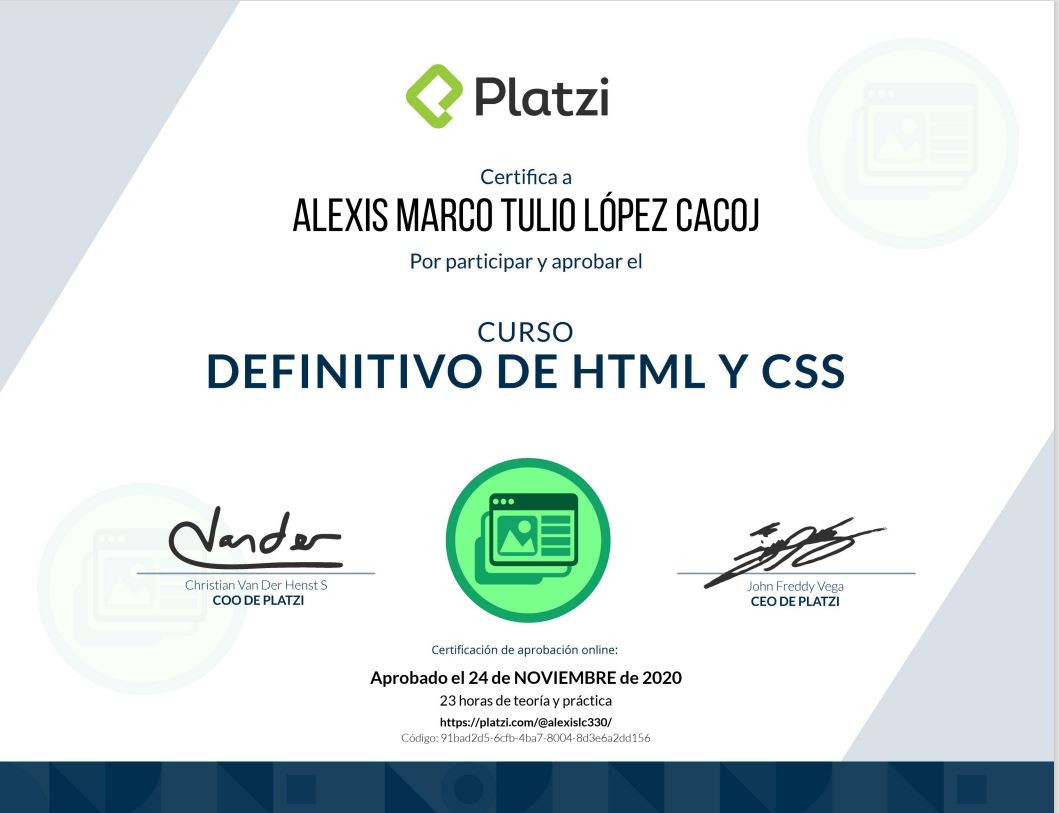 Platzi
Certifica a
ALEXIS MARCO TULIO LÓPEZ CACOJ
Por participar y aprobar el
CURSO
DEFINITIVO DE HTML Y CSS
Vander
Christian Van Der Henst S
COO DE PLATZI
John Freddy Vega
CEO DE PLATZI
Certificación de aprobación online:
Aprobado el 24 de NOVIEMBRE de 2020
23 horas de teoría y práctica
https://platzi.com/@alexislc330/
Código: 91bad2d5-6cfb-4ba7-8004-8d3e6a2dd156